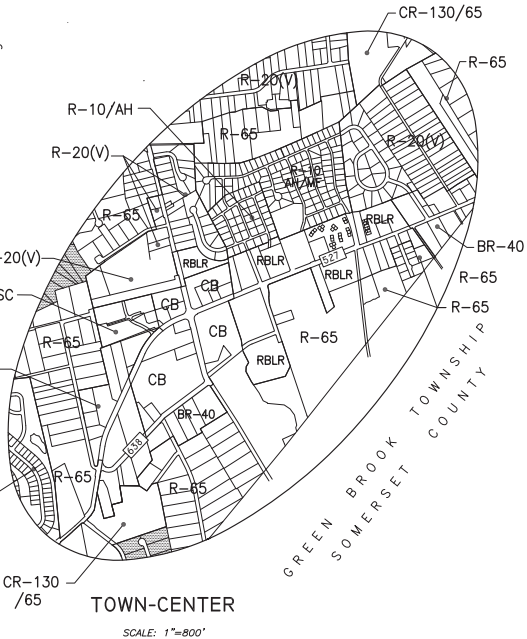 CR-130/65
R-65
R-20(V)
R-10/AH
R-65
R-20(V)
R-20(V)
R-10
AH/MF
R-65
RBLR
-20(V)
BR-40
RBLR
RBLR
527
RBLR
R-65
SC
CB
CB
R-65
R-65
CB
R-65
RBLR
CB
BR-40
638
R-65
R-65
GREEN BROOK TOWNSHIP
SOMERSET COUNTY
CR-130
/65
TOWN-CENTER
SCALE: 1"=800'